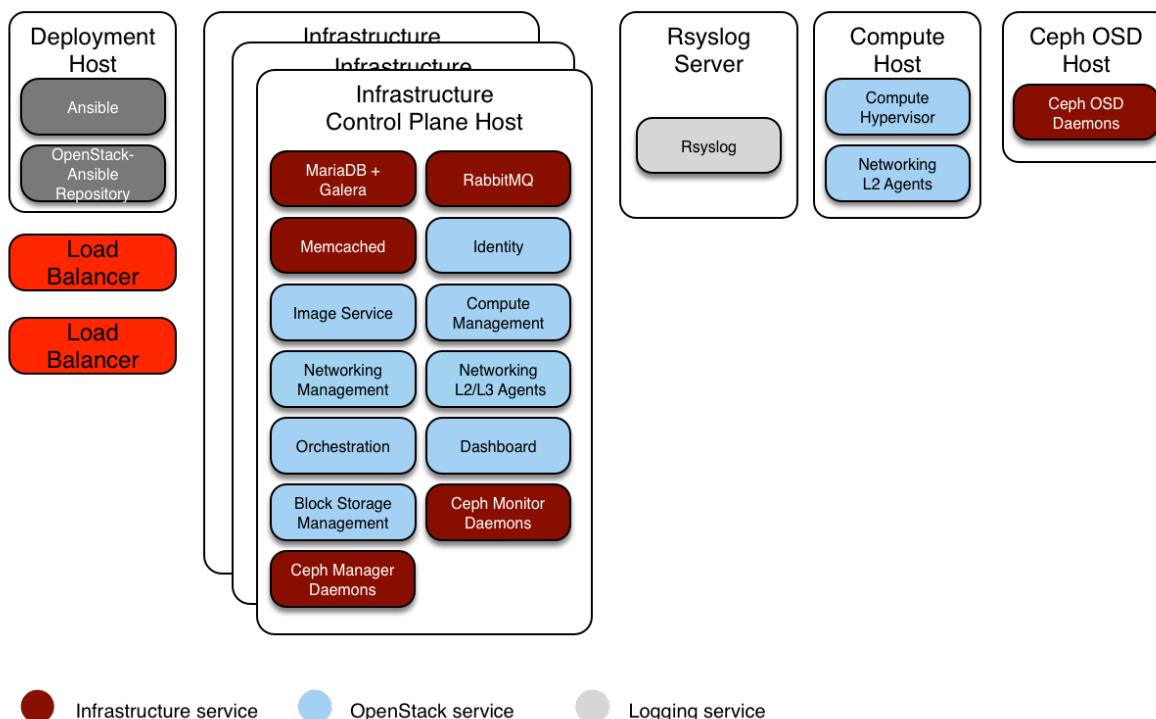 Deployment
Host
Ansible
OpenStack-
Ansible
Repository
Load
Balancer
Load
Balancer
Infrastructure
Infrastructure
Infrastructure
Control Plane Host
MariaDB +
Galera
RabbitMQ
Memcached
Identity
Image Service
Compute
Management
Networking
Management
Networking
L2/L3 Agents
Orchestration
Dashboard
Block Storage
Management
Ceph Monitor
Daemons
Ceph Manager
Daemons
Rsyslog
Server
Rsyslog
Compute
Host
Compute
Hypervisor
Networking
L2 Agents
Ceph OSD
Host
Ceph OSD
Daemons
Infrastructure service
OpenStack service
Logging service